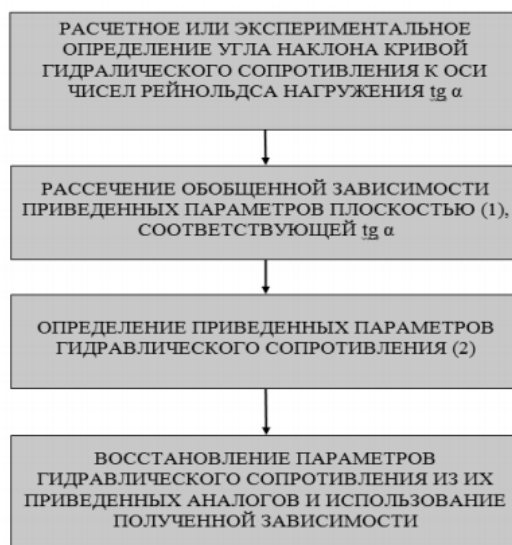 РАСЧЕТНОЕ ИЛИ ЭКСПЕРИМЕНТАЛЬНОЕ
ОПРЕДЕЛЕНИЕ УГЛА НАКЛОНА КРИВОЙ
ГИДРАЛИЧЕСКОГО СОПРОТИВЛЕНИЯ К ОСИ
ЧИСЕЛ РЕЙНОЛЬДСА НАГРУЖЕНИЯ tg α
РАССЕЧЕНИЕ ОБОБЩЕННОЙ ЗАВИСИМОСТИ
ПРИВЕДЕННЫХ ПАРАМЕТРОВ ПЛОСКОСТЬЮ (1),
СООТВЕТСТВУЮЩЕЙ tg α
ОПРЕДЕЛЕНИЕ ПРИВЕДЕННЫХ ПАРАМЕТРОВ
ГИДРАВЛИЧЕСКОГО СОПРОТИВЛЕНИЯ (2)
ВОССТАНОВЛЕНИЕ ПАРАМЕТРОВ
ГИДРАВЛИЧЕСКОГО СОПРОТИВЛЕНИЯ ИЗ ИХ
ПРИВЕДЕННЫХ АНАЛОГОВ И ИСПОЛЬЗОВАНИЕ
ПОЛУЧЕННОЙ ЗАВИСИМОСТИ